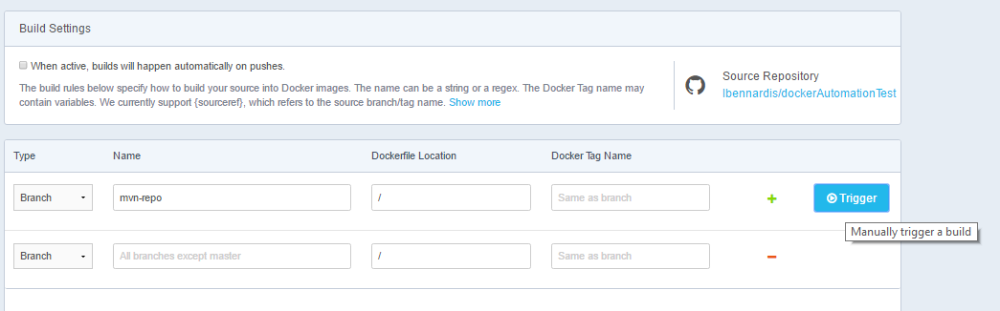 Build Settings
When active, builds will happen automatically on pushes.
The build rules below specify how to build your source into Docker images. The name can be a string or a regex. The Docker Tag name may
contain variables. We currently support {sourceref}, which refers to the source branch/tag name. Show more
Source Repository
lbennardis/dockerAutomationTest
Type Name Dockerfile Location Docker Tag Name
Branch mvn-repo / Same as branch + Trigger
Manually trigger a build
Branch All branches except master / Same as branch −